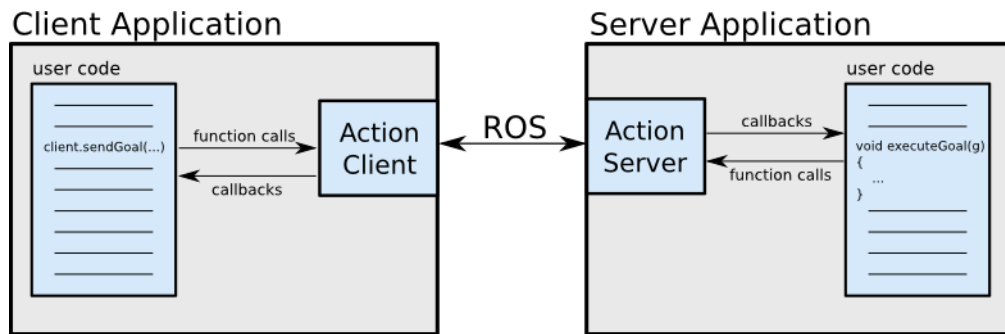 Client Application
user code
client.sendGoal(...)
function calls
callbacks
Action
Client
ROS
Server Application
Action
Server
callbacks
function calls
user code
void executeGoal(g)
{
...
}